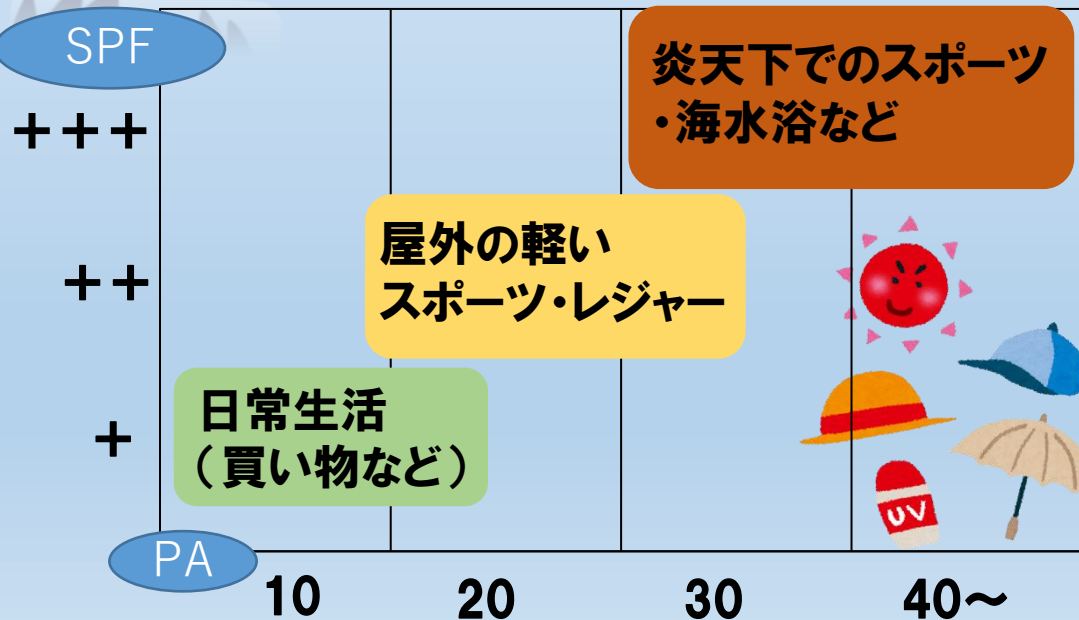 SPF
+++
炎天下でのスポーツ
・海水浴など
++
屋外の軽い
スポーツ・レジャー
+
日常生活
（買い物など）
UV
PA
10 20 30 40～